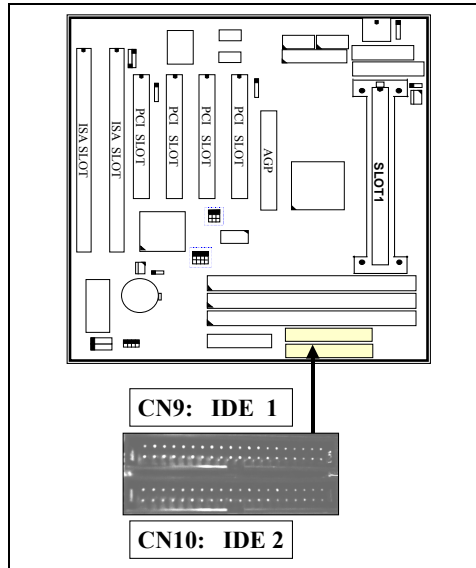 ISA SLOT
ISA SLOT
PCI SLOT
PCI SLOT
PCI SLOT
PCI SLOT
AGP
SLOT1
CN9: IDE 1
CN10: IDE 2